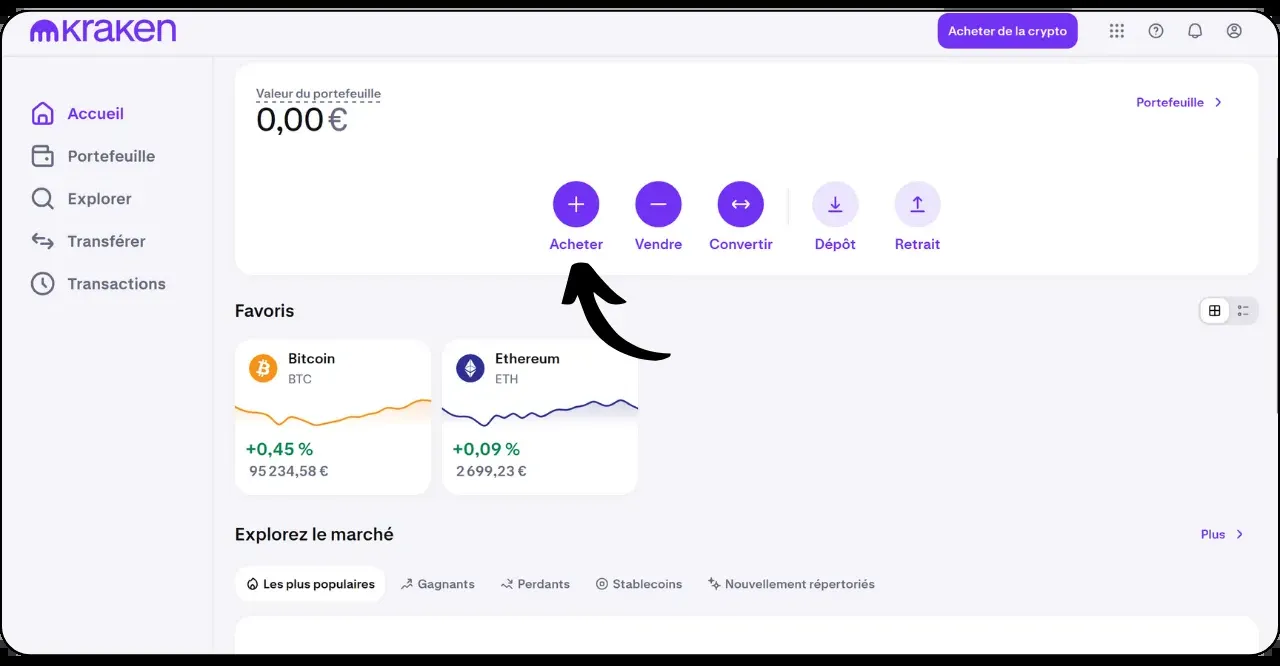 Kraken
Acheter de la crypto
Accueil
Portefeuille
Explorer
Transférer
Transactions
Valeur du portefeuille
0,00 €
Portefeuille
Acheter
Vendre
Convertir
Dépôt
Retrait
Favoris
Bitcoin
BTC
+0,45 %
95 234,58 €
Ethereum
ETH
+0,09 %
2 699,23 €
Explorez le marché
Plus
Les plus populaires
Gagnants
Perdants
Stablecoins
Nouvellement répertoriés